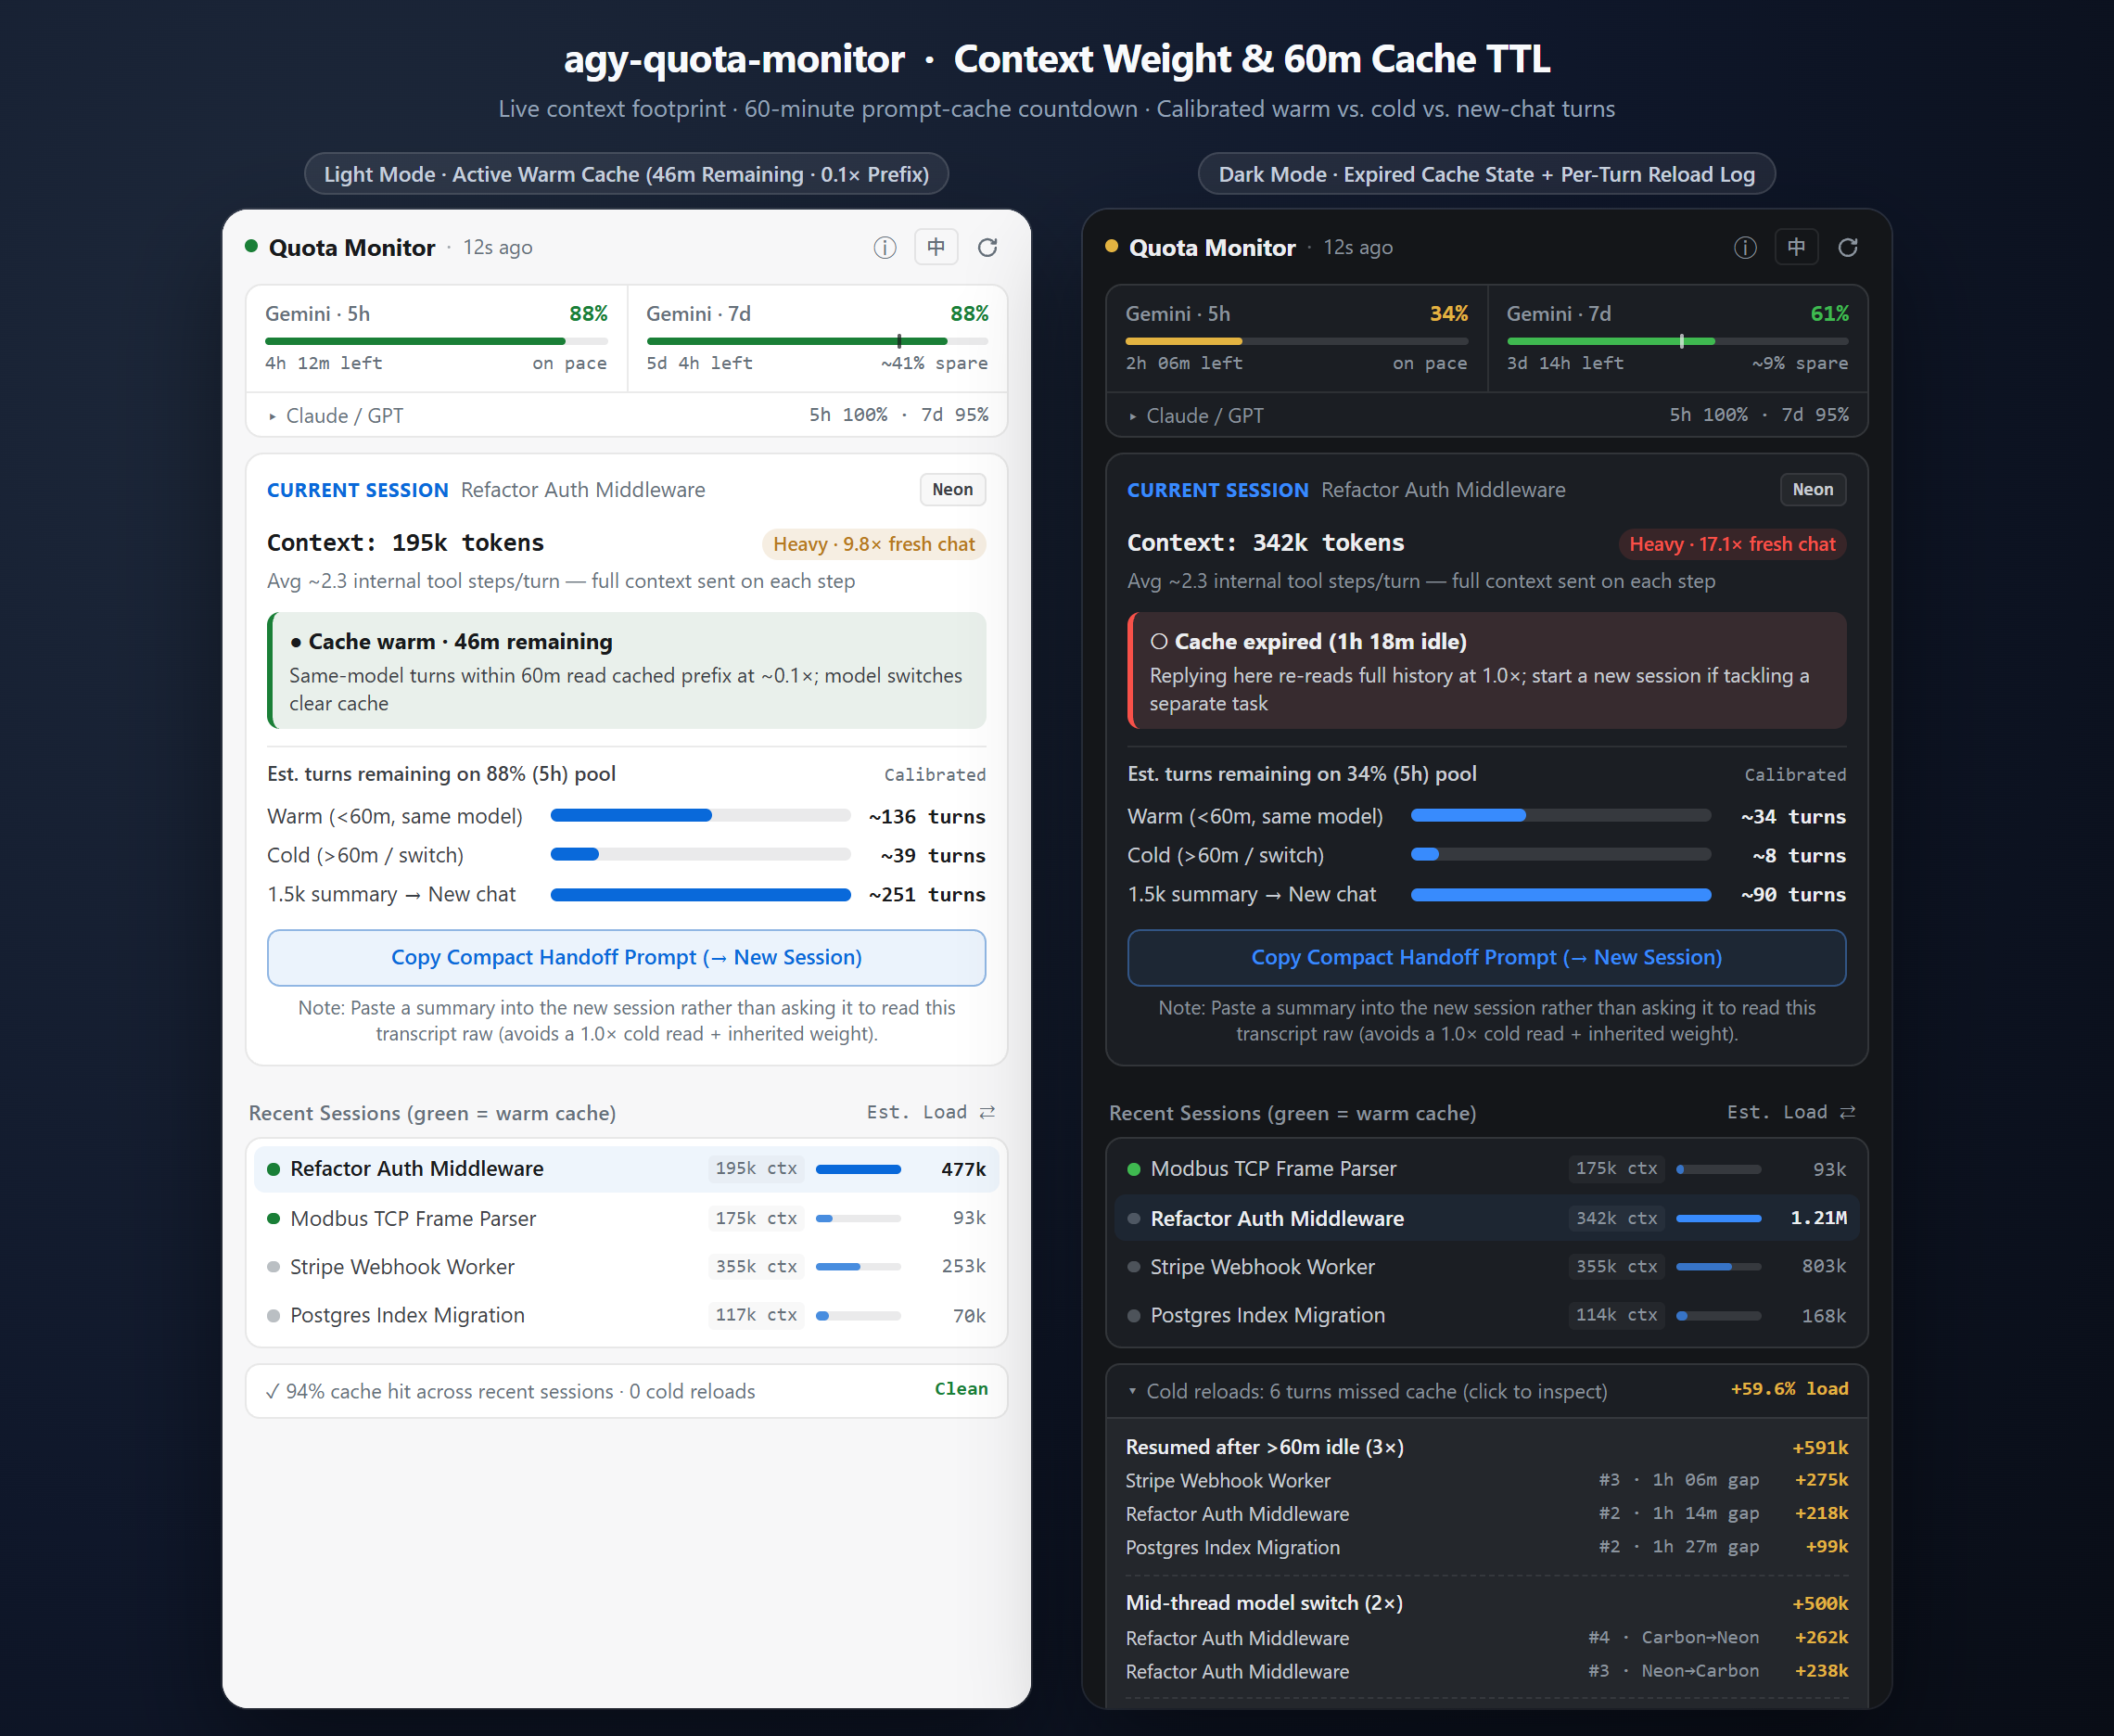 agy-quota-monitor · Context Weight & 60m Cache TTL
Live context footprint · 60-minute prompt-cache countdown · Calibrated warm vs. cold vs. new-chat turns
Light Mode · Active Warm Cache (46m Remaining · 0.1× Prefix)
Quota Monitor · 12s ago ⓘ 中
Gemini · 5h 88%
4h 12m left on pace
Gemini · 7d 88%
5d 4h left ~41% spare
▸ Claude / GPT 5h 100% · 7d 95%
CURRENT SESSION Refactor Auth Middleware Neon
Context: 195k tokens Heavy · 9.8× fresh chat
Avg ~2.3 internal tool steps/turn — full context sent on each step
● Cache warm · 46m remaining
Same-model turns within 60m read cached prefix at ~0.1×; model switches
clear cache
Est. turns remaining on 88% (5h) pool Calibrated
Warm (<60m, same model) ~136 turns
Cold (>60m / switch) ~39 turns
1.5k summary → New chat ~251 turns
Copy Compact Handoff Prompt (→ New Session)
Note: Paste a summary into the new session rather than asking it to read this
transcript raw (avoids a 1.0× cold read + inherited weight).
Recent Sessions (green = warm cache) Est. Load ⇄
Refactor Auth Middleware 195k ctx 477k
Modbus TCP Frame Parser 175k ctx 93k
Stripe Webhook Worker 355k ctx 253k
Postgres Index Migration 117k ctx 70k
✓ 94% cache hit across recent sessions · 0 cold reloads Clean
Dark Mode · Expired Cache State + Per-Turn Reload Log
Quota Monitor · 12s ago ⓘ 中
Gemini · 5h 34%
2h 06m left on pace
Gemini · 7d 61%
3d 14h left ~9% spare
▸ Claude / GPT 5h 100% · 7d 95%
CURRENT SESSION Refactor Auth Middleware Neon
Context: 342k tokens Heavy · 17.1× fresh chat
Avg ~2.3 internal tool steps/turn — full context sent on each step
○ Cache expired (1h 18m idle)
Replying here re-reads full history at 1.0×; start a new session if tackling a
separate task
Est. turns remaining on 34% (5h) pool Calibrated
Warm (<60m, same model) ~34 turns
Cold (>60m / switch) ~8 turns
1.5k summary → New chat ~90 turns
Copy Compact Handoff Prompt (→ New Session)
Note: Paste a summary into the new session rather than asking it to read this
transcript raw (avoids a 1.0× cold read + inherited weight).
Recent Sessions (green = warm cache) Est. Load ⇄
Modbus TCP Frame Parser 175k ctx 93k
Refactor Auth Middleware 342k ctx 1.21M
Stripe Webhook Worker 355k ctx 803k
Postgres Index Migration 114k ctx 168k
▾ Cold reloads: 6 turns missed cache (click to inspect) +59.6% load
Resumed after >60m idle (3×) +591k
Stripe Webhook Worker #3 · 1h 06m gap +275k
Refactor Auth Middleware #2 · 1h 14m gap +218k
Postgres Index Migration #2 · 1h 27m gap +99k
Mid-thread model switch (2×) +500k
Refactor Auth Middleware #4 · Carbon→Neon +262k
Refactor Auth Middleware #3 · Neon→Carbon +238k